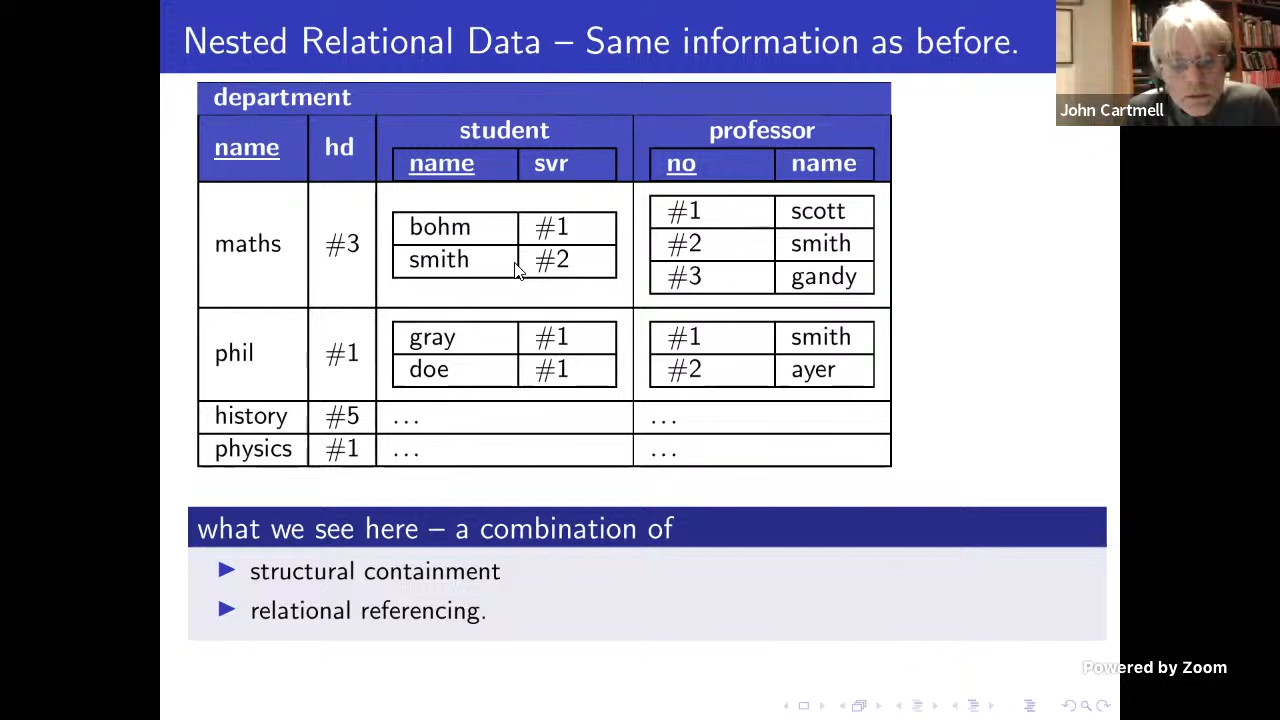 Nested Relational Data – Same information as before.
John Cartmell
department
name hd student professor
name svr no name
maths #3 bohm #1 #1 scott
smith #2 #2 smith
#3 gandy
phil #1 gray #1 #1 smith
doe #1 #2 ayer
history #5 ... ...
physics #1 ... ...
what we see here – a combination of
structural containment
relational referencing.
Powered by Zoom